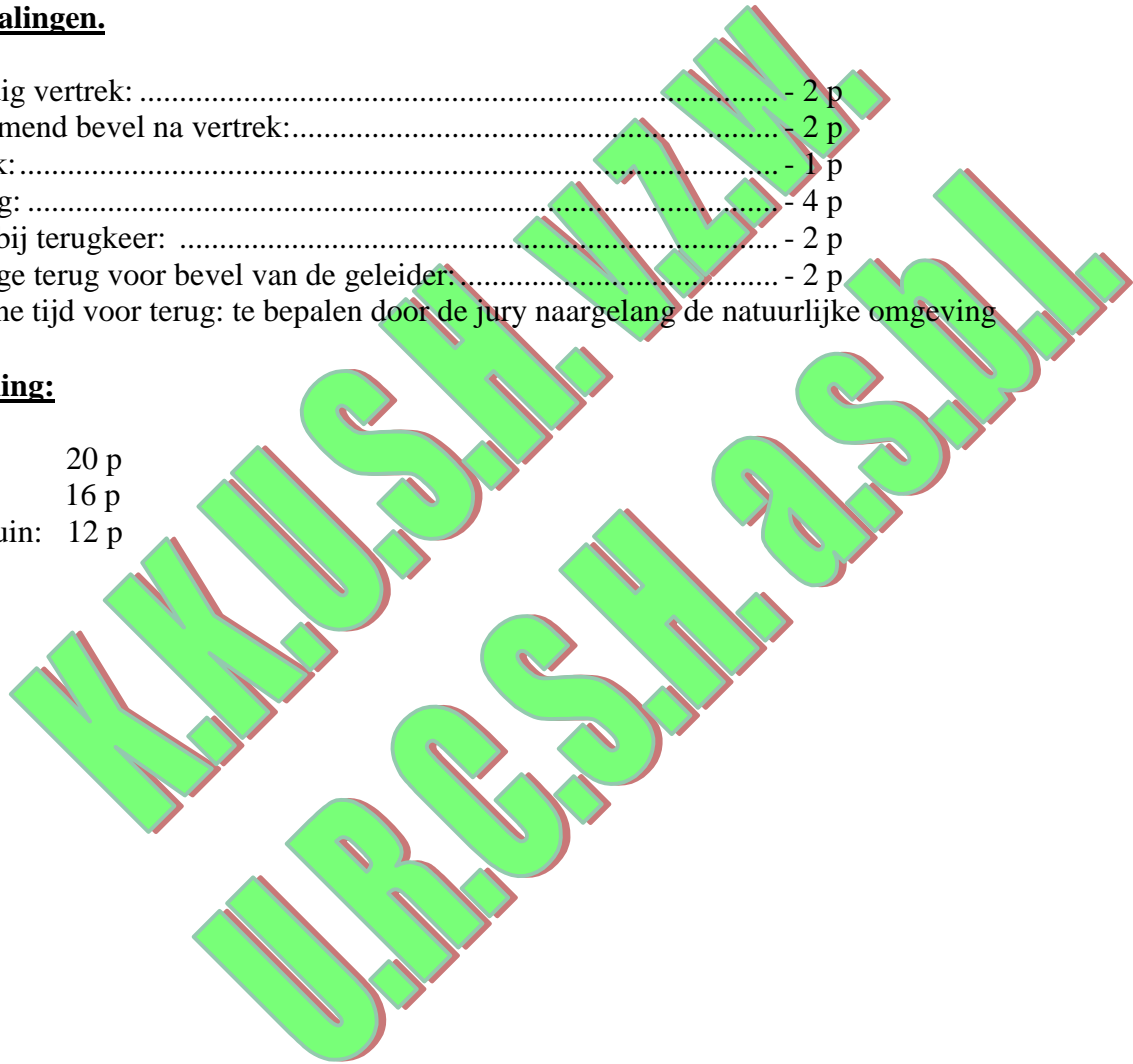 alingen.
ig vertrek: ................................................................................. - 2 p
mend bevel na vertrek:.............................................................. - 2 p
k:................................................................................................ - 1 p
g: ............................................................................................... - 4 p
bij terugkeer: ............................................................................ - 2 p
ge terug voor bevel van de geleider:........................................ - 2 p
ne tijd voor terug: te bepalen door de jury naargelang de natuurlijke omgeving
ing:
20 p
16 p
uin: 12 p
K.K.U.S.H. v.z.w.
U.R.C.S.H. a.s.b.l.